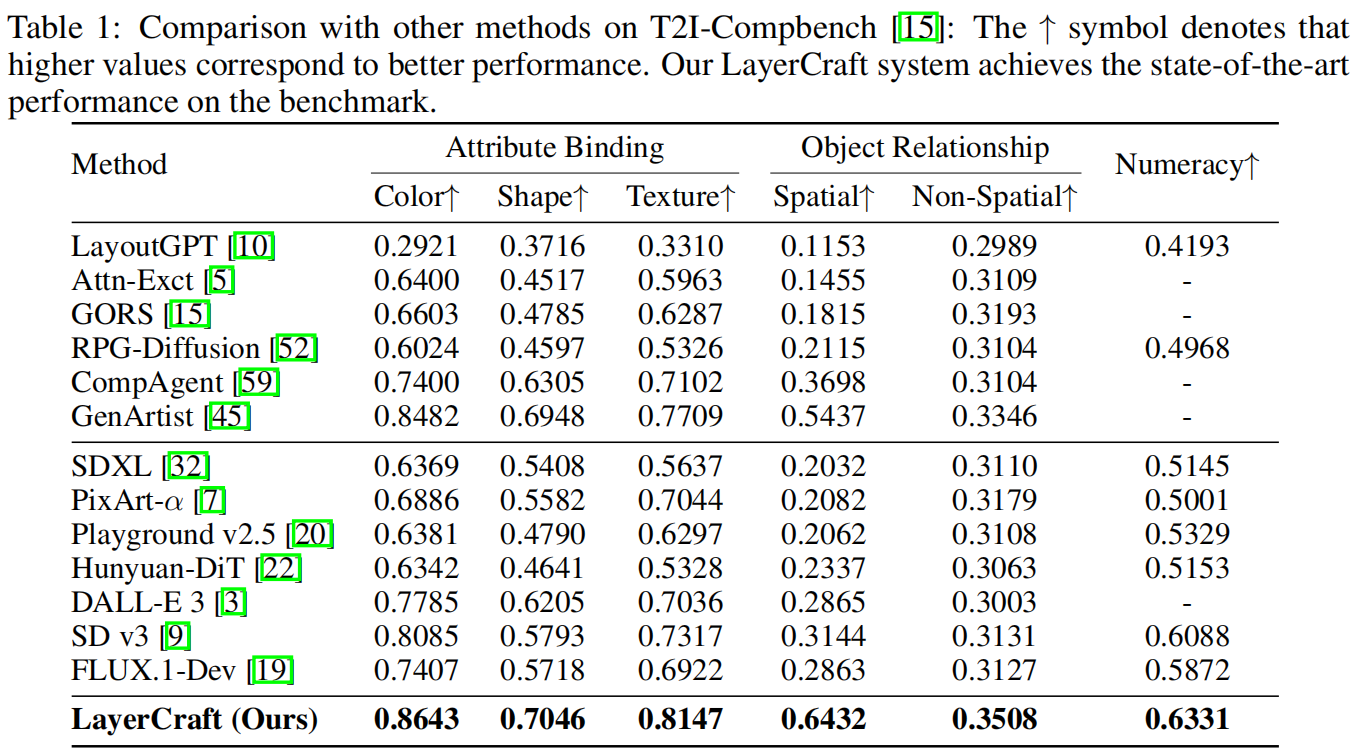 Table 1: Comparison with other methods on T2I-Compbench [15]: The ↑ symbol denotes that
higher values correspond to better performance. Our LayerCraft system achieves the state-of-the-art
performance on the benchmark.
Method Attribute Binding Object Relationship Numeracy↑
Color↑ Shape↑ Texture↑ Spatial↑ Non-Spatial↑
LayoutGPT [10] 0.2921 0.3716 0.3310 0.1153 0.2989 0.4193
Attn-Exct [5] 0.6400 0.4517 0.5963 0.1455 0.3109 -
GORS [15] 0.6603 0.4785 0.6287 0.1815 0.3193 -
RPG-Diffusion [52] 0.6024 0.4597 0.5326 0.2115 0.3104 0.4968
CompAgent [59] 0.7400 0.6305 0.7102 0.3698 0.3104 -
GenArtist [45] 0.8482 0.6948 0.7709 0.5437 0.3346 -
SDXL [32] 0.6369 0.5408 0.5637 0.2032 0.3110 0.5145
PixArt-α [7] 0.6886 0.5582 0.7044 0.2082 0.3179 0.5001
Playground v2.5 [20] 0.6381 0.4790 0.6297 0.2062 0.3108 0.5329
Hunyuan-DiT [22] 0.6342 0.4641 0.5328 0.2337 0.3063 0.5153
DALL-E 3 [3] 0.7785 0.6205 0.7036 0.2865 0.3003 -
SD v3 [9] 0.8085 0.5793 0.7317 0.3144 0.3131 0.6088
FLUX.1-Dev [19] 0.7407 0.5718 0.6922 0.2863 0.3127 0.5872
LayerCraft (Ours) 0.8643 0.7046 0.8147 0.6432 0.3508 0.6331